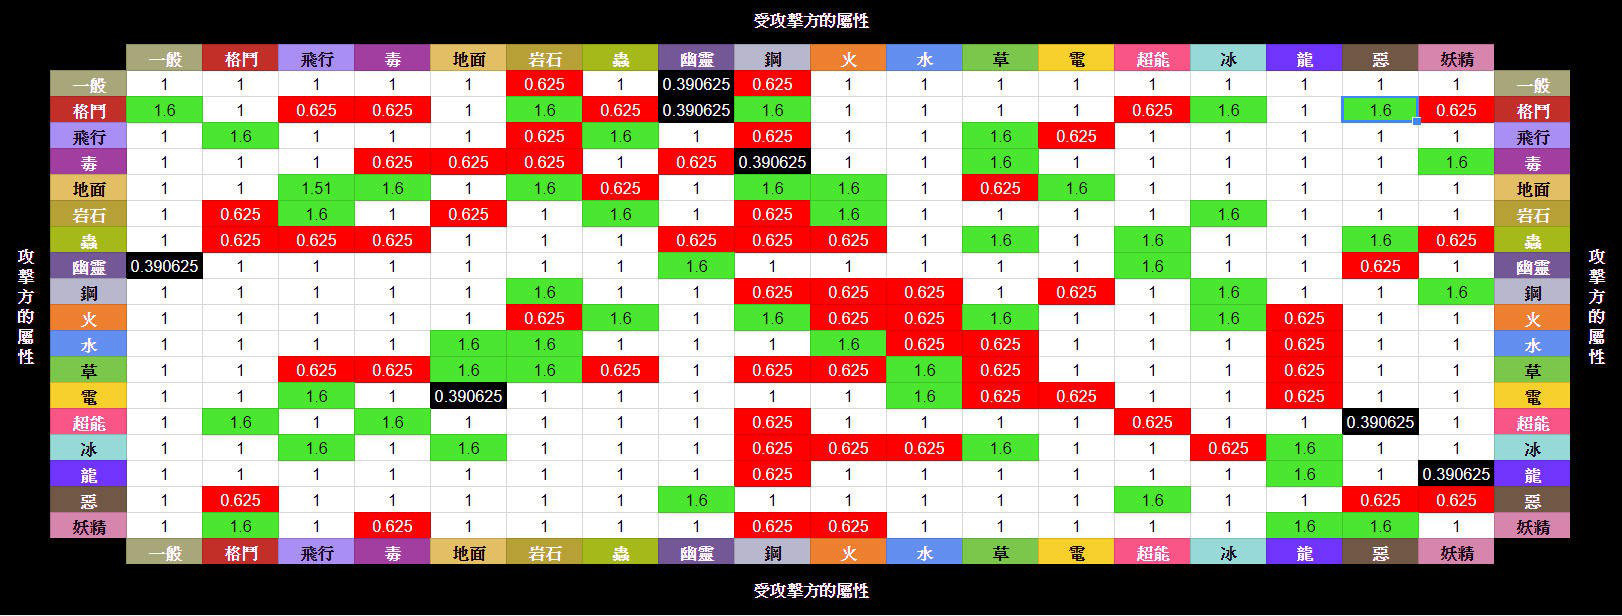 受攻擊方的屬性
一般 格鬥 飛行 毒 地面 岩石 蟲 幽靈 鋼 火 水 草 電 超能 冰 龍 惡 妖精
一般 1 1 1 1 1 0.625 1 0.390625 0.625 1 1 1 1 1 1 1 1 1 一般
格鬥 1.6 1 0.625 0.625 1 1.6 0.625 0.390625 1.6 1 1 1 1 0.625 1.6 1 1.6 0.625 格鬥
飛行 1 1.6 1 1 1 0.625 1.6 1 0.625 1 1 1.6 0.625 1 1 1 1 1 飛行
毒 1 1 1 0.625 0.625 0.625 1 0.625 0.390625 1 1 1.6 1 1 1 1 1 1.6 毒
地面 1 1 1.51 1.6 1 1.6 0.625 1 1.6 1.6 1 0.625 1.6 1 1 1 1 1 地面
岩石 1 0.625 1.6 1 0.625 1 1.6 1 0.625 1.6 1 1 1 1 1.6 1 1 1 岩石
蟲 1 0.625 0.625 0.625 1 1 1 0.625 0.625 0.625 1 1.6 1 1.6 1 1 1.6 0.625 蟲
幽靈 0.390625 1 1 1 1 1 1 1.6 1 1 1 1 1 1.6 1 1 0.625 1 幽靈
鋼 1 1 1 1 1 1.6 1 1 0.625 0.625 0.625 1 0.625 1 1.6 1 1 1.6 鋼
火 1 1 1 1 1 0.625 1.6 1 1.6 0.625 0.625 1.6 1 1 1.6 0.625 1 1 火
水 1 1 1 1 1.6 1.6 1 1 1 1.6 0.625 0.625 1 1 1 0.625 1 1 水
草 1 1 0.625 0.625 1.6 1.6 0.625 1 0.625 0.625 1.6 0.625 1 1 1 0.625 1 1 草
電 1 1 1.6 1 0.390625 1 1 1 1 1 1.6 0.625 0.625 1 1 0.625 1 1 電
超能 1 1.6 1 1.6 1 1 1 1 0.625 1 1 1 1 0.625 1 1 0.390625 1 超能
冰 1 1 1.6 1 1.6 1 1 1 0.625 0.625 0.625 1.6 1 1 0.625 1.6 1 1 冰
龍 1 1 1 1 1 1 1 1 0.625 1 1 1 1 1 1 1.6 1 0.390625 龍
惡 1 0.625 1 1 1 1 1 1.6 1 1 1 1 1 1.6 1 1 0.625 0.625 惡
妖精 1 1.6 1 0.625 1 1 1 1 0.625 0.625 1 1 1 1 1 1.6 1.6 1 妖精
一般 格鬥 飛行 毒 地面 岩石 蟲 幽靈 鋼 火 水 草 電 超能 冰 龍 惡 妖精
受攻擊方的屬性
攻擊方的屬性
攻擊方的屬性